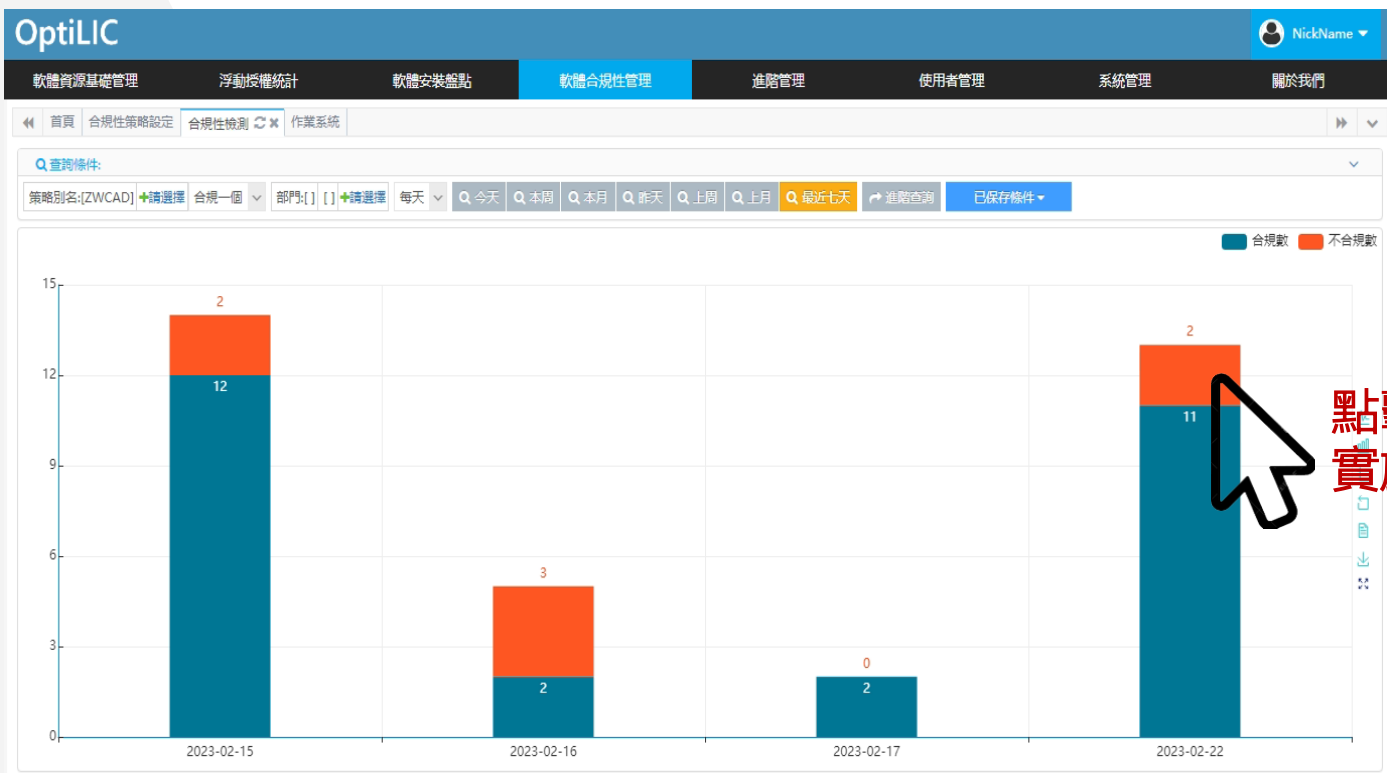 OptiLIC
NickName
軟體資源基礎管理 浮動授權統計 軟體安裝盤點 軟體合規性管理 進階管理 使用者管理 系統管理 關於我們
首頁 合規性策略設定 合規性檢測 作業系統
查詢條件:
策略別名:[ZWCAD] 請選擇 合規一個 部門:[ ] [ ] 請選擇 每天 今天 本周 本月 昨天 上周 上月 最近七天 進階查詢 已保存條件
合規數 不合規數
15
2
2
12
12
11
點擊
9
6
3
3
0
2
2
0
2023-02-15 2023-02-16 2023-02-17 2023-02-22